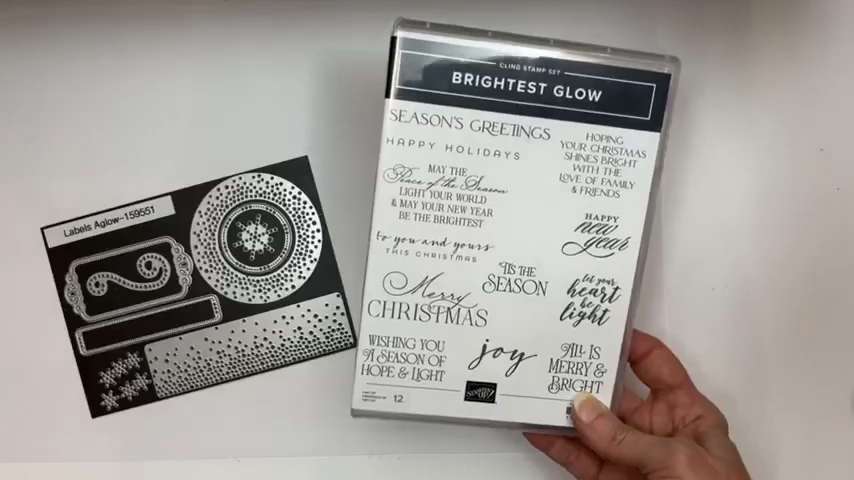 CLING STAMP SET
BRIGHTEST GLOW
SEASON'S GREETINGS
HAPPY HOLIDAYS
MAY THE
Peace of the Season
LIGHT YOUR WORLD
& MAY YOUR NEW YEAR
BE THE BRIGHTEST
to you and yours
THIS CHRISTMAS
Merry
CHRISTMAS
WISHING YOU
A SEASON OF
HOPE & LIGHT
HOPING
YOUR CHRISTMAS
SHINES BRIGHT
WITH THE
LOVE OF FAMILY
& FRIENDS
HAPPY
new
year
'TIS THE
SEASON
let your
heart
be
light
joy
ALL IS
MERRY &
BRIGHT
12
STAMPIN' UP!
Labels Aglow-159551